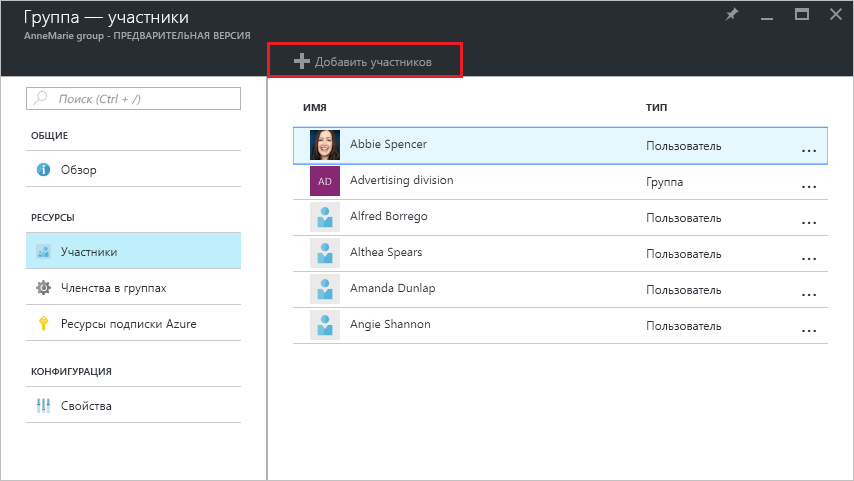 Группа — участники
AnneMarie group - ПРЕДВАРИТЕЛЬНАЯ ВЕРСИЯ
Добавить участников
Поиск (Ctrl + /)
ОБЩИЕ
Обзор
РЕСУРСЫ
Участники
Членства в группах
Ресурсы подписки Azure
КОНФИГУРАЦИЯ
Свойства
ИМЯ ТИП
Abbie Spencer Пользователь ...
AD Advertising division Группа ...
Alfred Borrego Пользователь ...
Althea Spears Пользователь ...
Amanda Dunlap Пользователь ...
Angie Shannon Пользователь ...